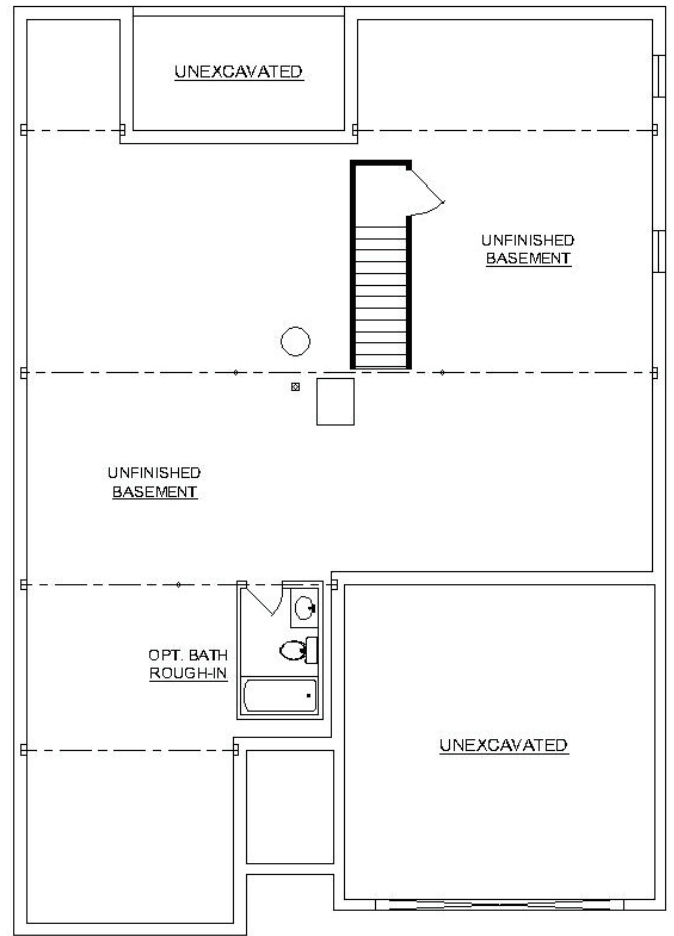 UNEXCAVATED
UNFINISHED
BASEMENT
UNFINISHED
BASEMENT
OPT. BATH
ROUGH-IN
UNEXCAVATED